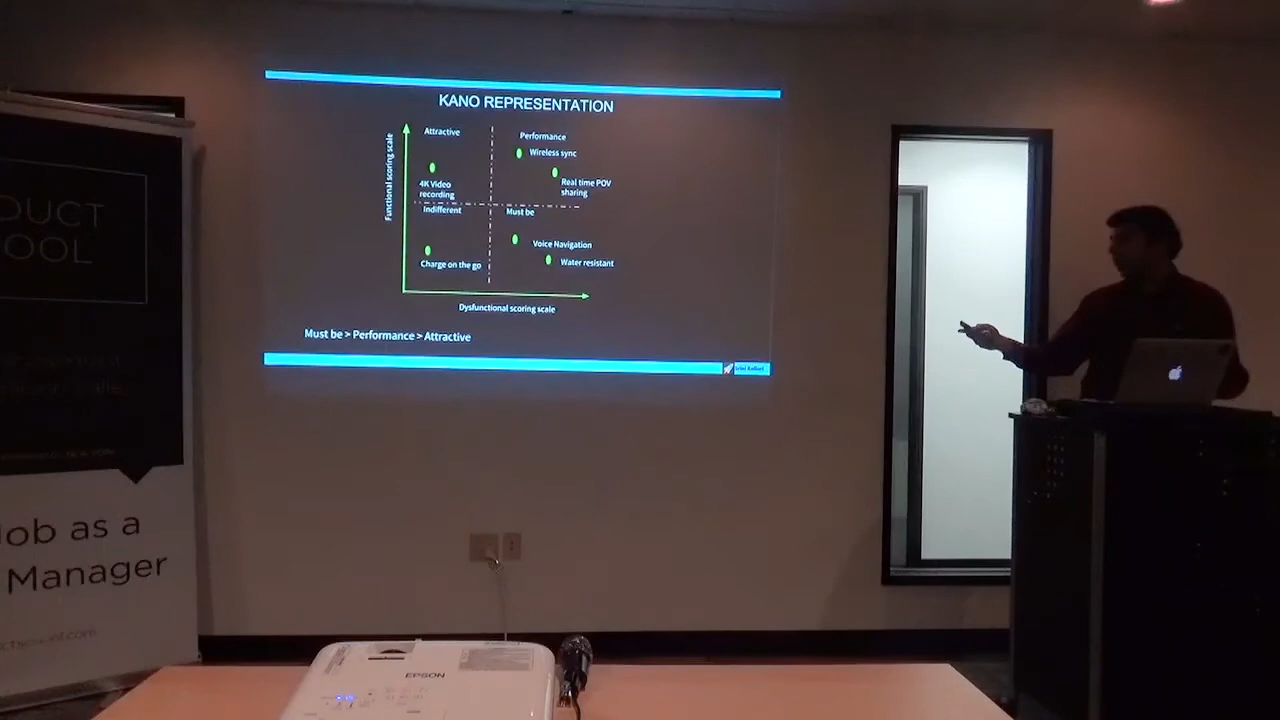 KANO REPRESENTATION
Functional scoring scale
Attractive
Performance
Wireless sync
4K Video
recording
Real time POV
sharing
Indifferent
Must be
Voice Navigation
Charge on the go
Water resistant
Dysfunctional scoring scale
Must be > Performance > Attractive
DUCT
OOL
Job as a
Manager
EPSON